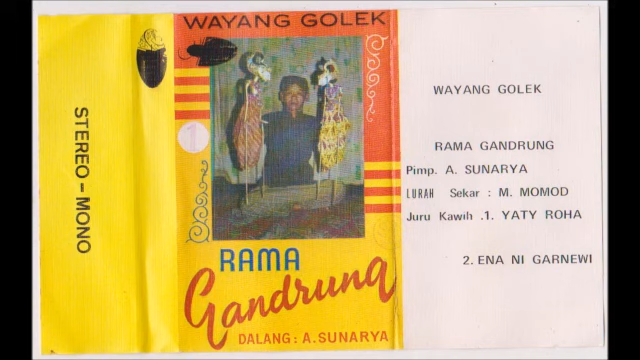 STEREO - MONO
WAYANG GOLEK
1
RAMA
Gandrung
DALANG: A. SUNARYA
WAYANG GOLEK
RAMA GANDRUNG
Pimp. A. SUNARYA
LURAH Sekar : M. MOMOD
Juru Kawih .1. YATY ROHA
2. ENA NI GARNEWI